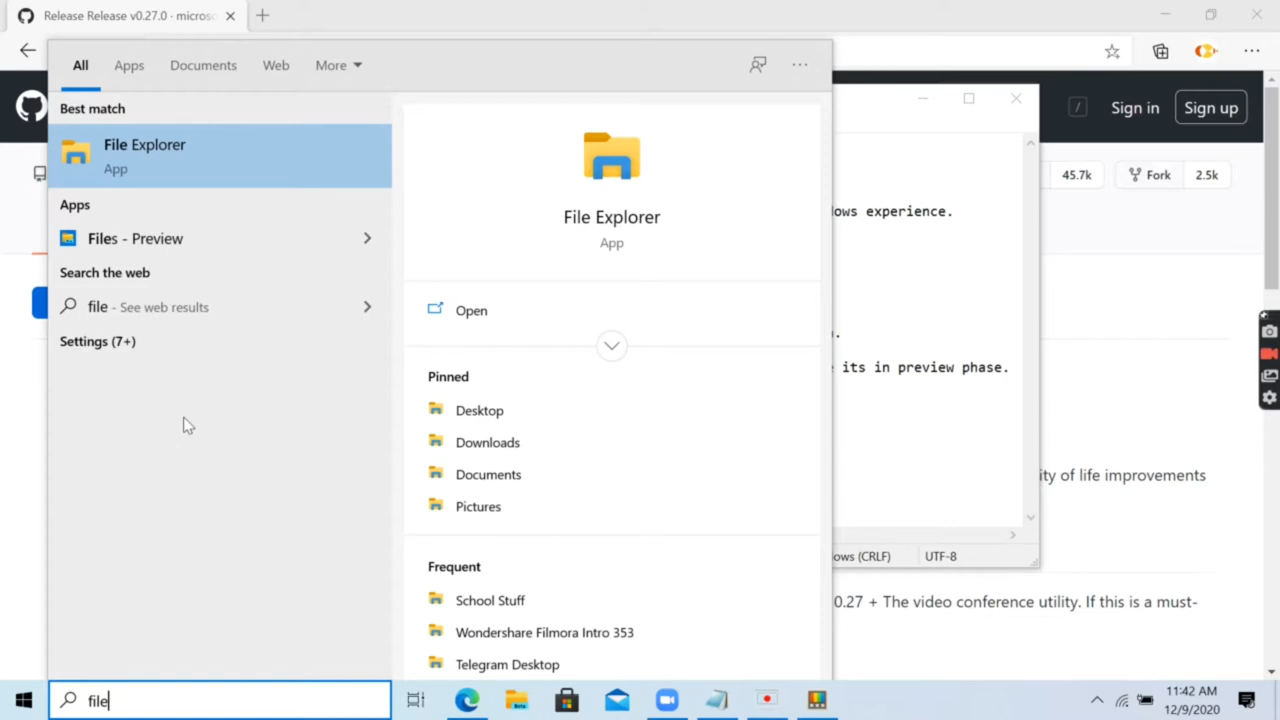 Release Release v0.27.0 · micros
All Apps Documents Web More
Best match
File Explorer
App
Apps
Files - Preview
Search the web
file - See web results
Settings (7+)
File Explorer
App
Open
Pinned
Desktop
Downloads
Documents
Pictures
Frequent
School Stuff
Wondershare Filmora Intro 353
Telegram Desktop
/ Sign in Sign up
45.7k Fork 2.5k
ows experience.
its in preview phase.
ity of life improvements
ows (CRLF) UTF-8
0.27 + The video conference utility. If this is a must-
file
11:42 AM
12/9/2020